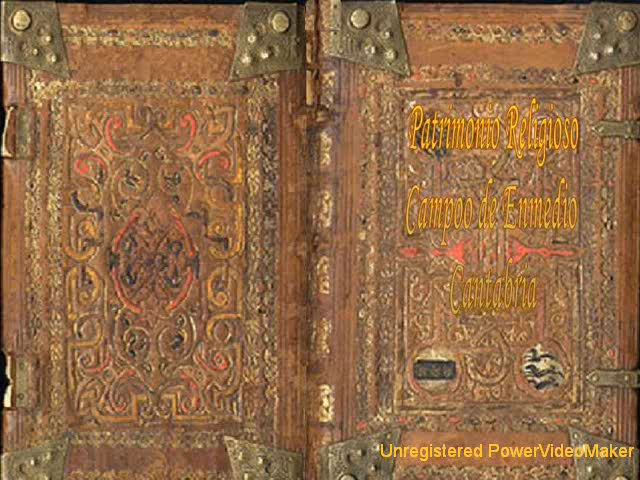 Patrimonio Religioso
Campoo de Enmedio
Cantabria
Unregistered PowerVideoMaker